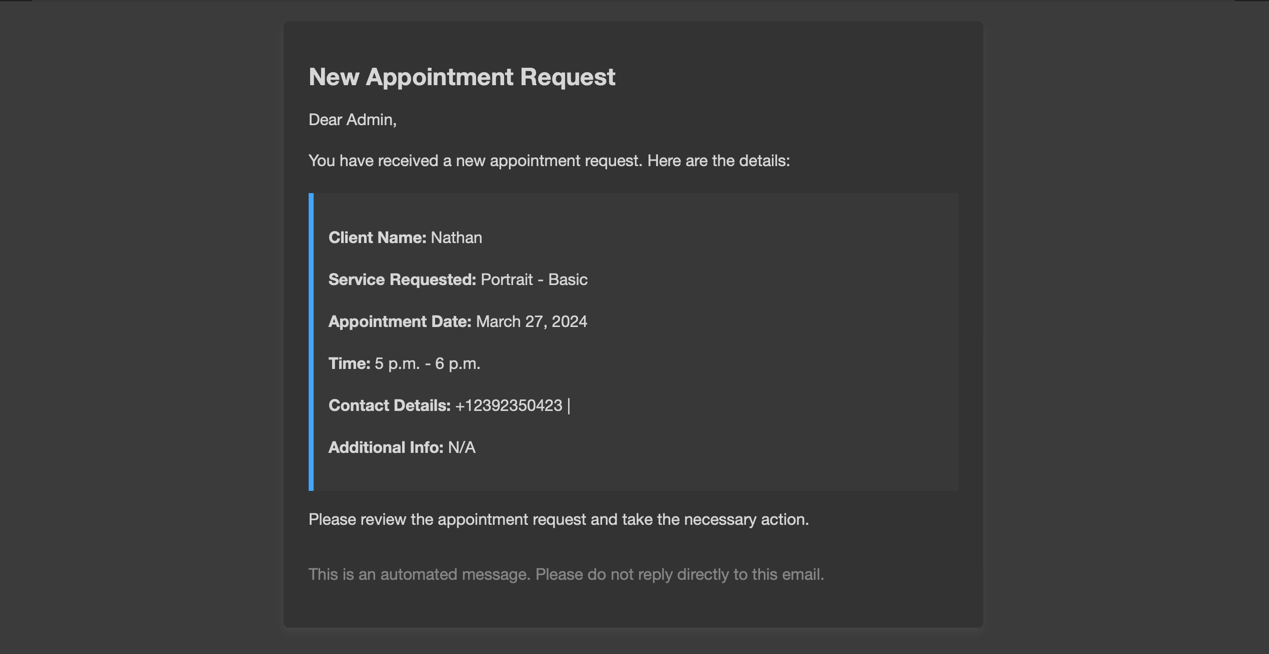 New Appointment Request
Dear Admin,
You have received a new appointment request. Here are the details:
Client Name: Nathan
Service Requested: Portrait - Basic
Appointment Date: March 27, 2024
Time: 5 p.m. - 6 p.m.
Contact Details: +12392350423 |
Additional Info: N/A
Please review the appointment request and take the necessary action.
This is an automated message. Please do not reply directly to this email.